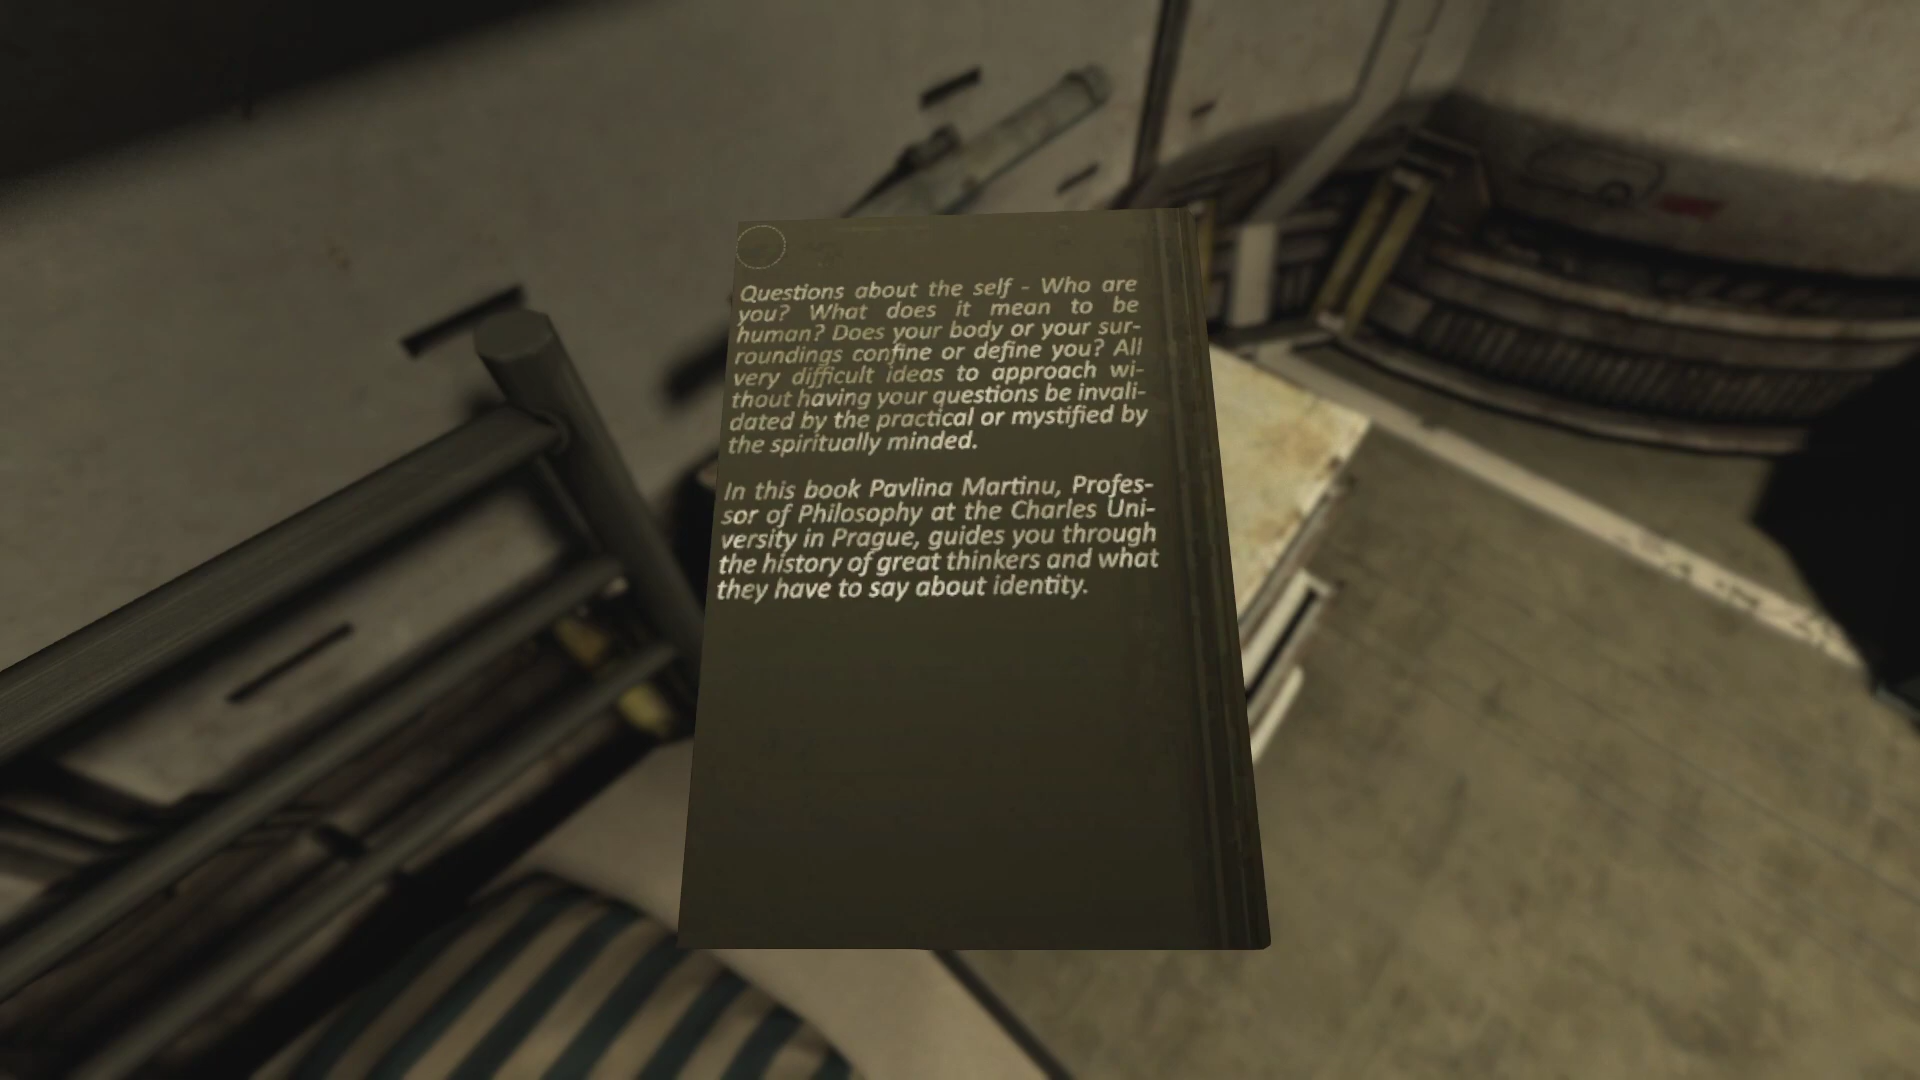 Questions about the self - Who are
you? What does it mean to be
human? Does your body or your sur-
roundings confine or define you? All
very difficult ideas to approach wi-
thout having your questions be invali-
dated by the practical or mystified by
the spiritually minded.
In this book Pavlina Martinu, Profes-
sor of Philosophy at the Charles Uni-
versity in Prague, guides you through
the history of great thinkers and what
they have to say about identity.